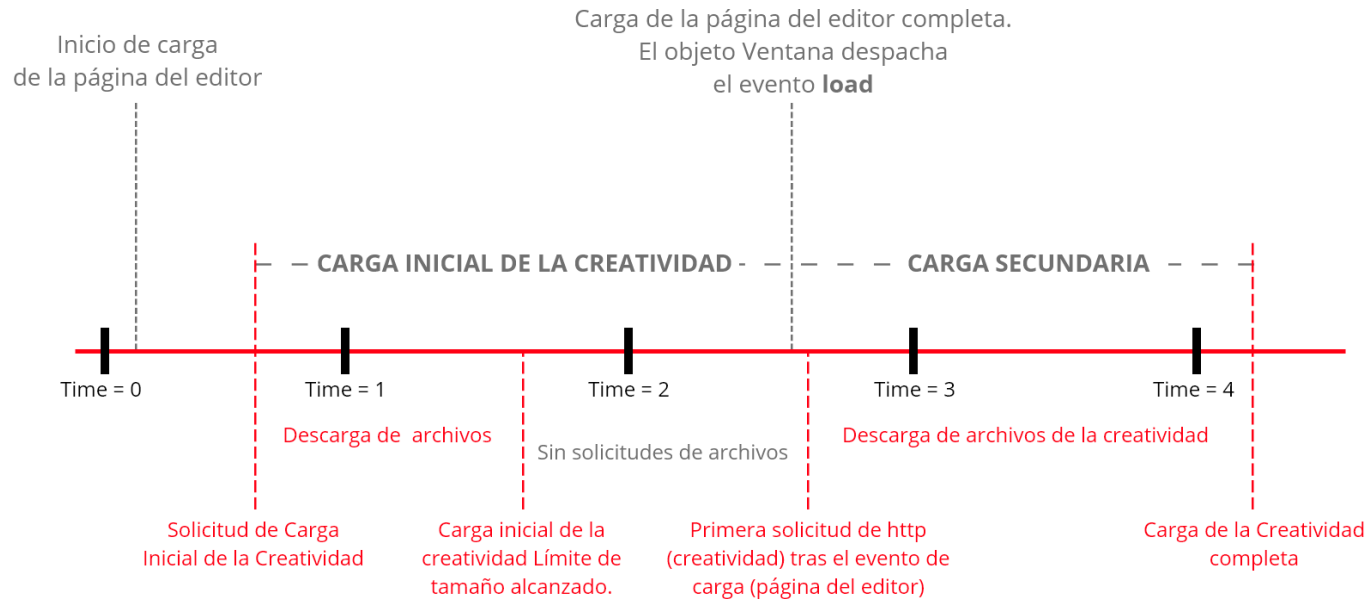 Carga de la página del editor completa.
El objeto Ventana despacha
el evento load
Inicio de carga
de la página del editor
CARGA INICIAL DE LA CREATIVIDAD
CARGA SECUNDARIA
Time = 0
Time = 1
Time = 2
Time = 3
Time = 4
Descarga de archivos
Sin solicitudes de archivos
Descarga de archivos de la creatividad
Solicitud de Carga
Inicial de la Creatividad
Carga inicial de la
creatividad Límite de
tamaño alcanzado.
Primera solicitud de http
(creatividad) tras el evento de
carga (página del editor)
Carga de la Creatividad
completa